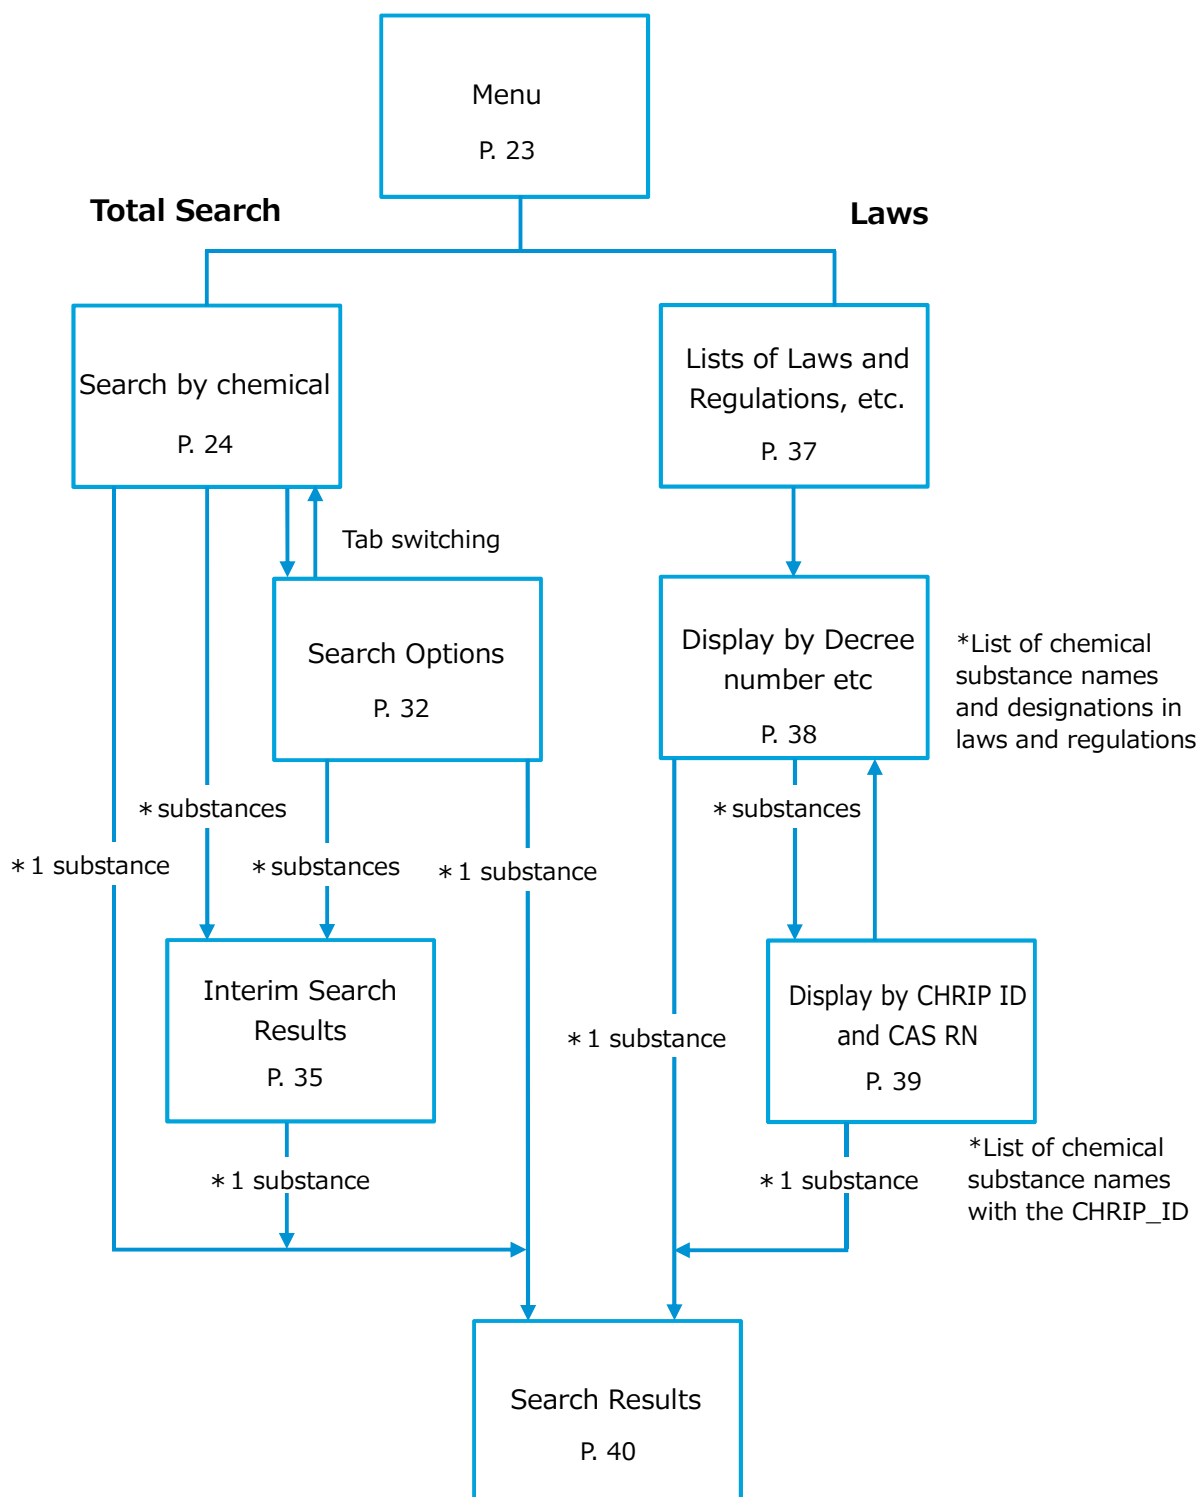 Menu
P. 23
Total Search
Laws
Search by chemical
P. 24
Lists of Laws and
Regulations, etc.
P. 37
Tab switching
Search Options
P. 32
Display by Decree
number etc
P. 38
*List of chemical
substance names
and designations in
laws and regulations
＊substances
＊1 substance
＊substances
＊1 substance
＊substances
Interim Search
Results
P. 35
＊1 substance
Display by CHRIP ID
and CAS RN
P. 39
＊1 substance
＊1 substance
*List of chemical
substance names
with the CHRIP_ID
Search Results
P. 40